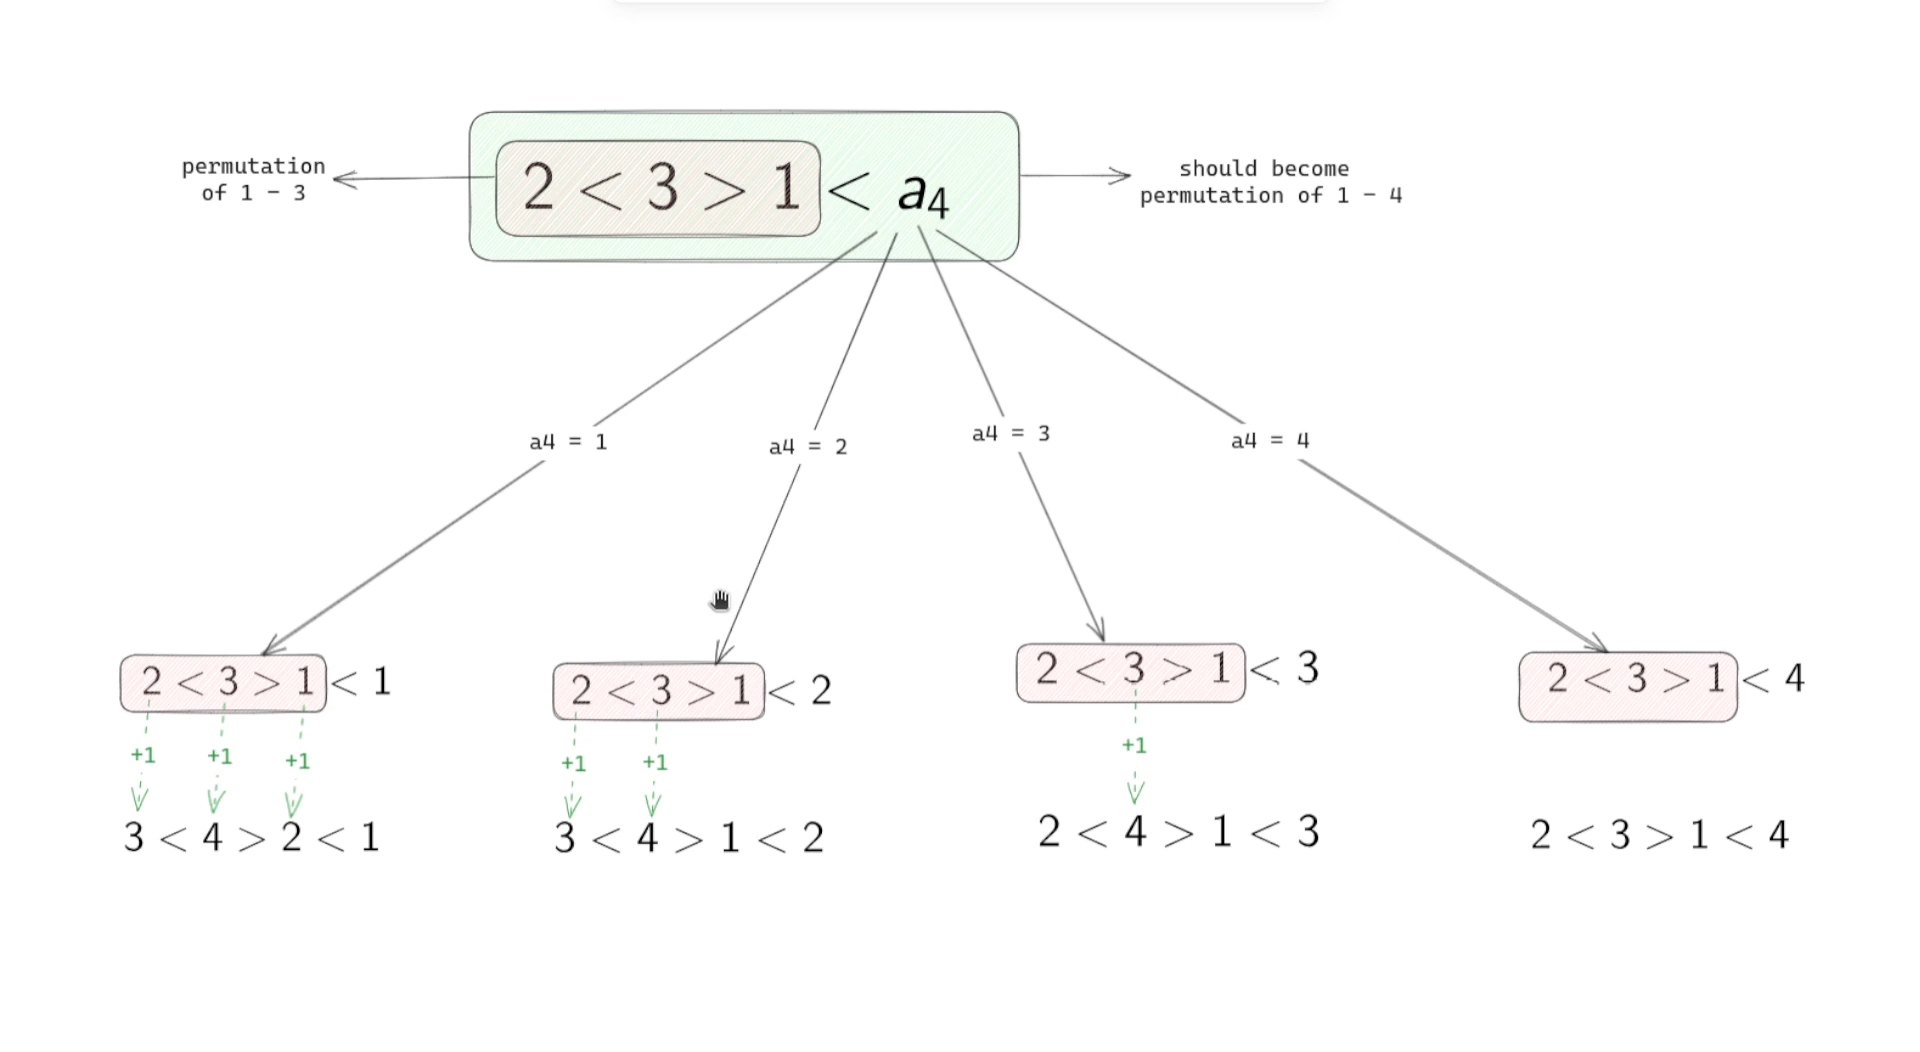 permutation
of 1 - 3
2 < 3 > 1 < a₄
should become
permutation of 1 - 4
a4 = 1
a4 = 2
a4 = 3
a4 = 4
2 < 3 > 1 < 1
2 < 3 > 1 < 2
2 < 3 > 1 < 3
2 < 3 > 1 < 4
+1 +1 +1
+1 +1
+1
3 < 4 > 2 < 1
3 < 4 > 1 < 2
2 < 4 > 1 < 3
2 < 3 > 1 < 4